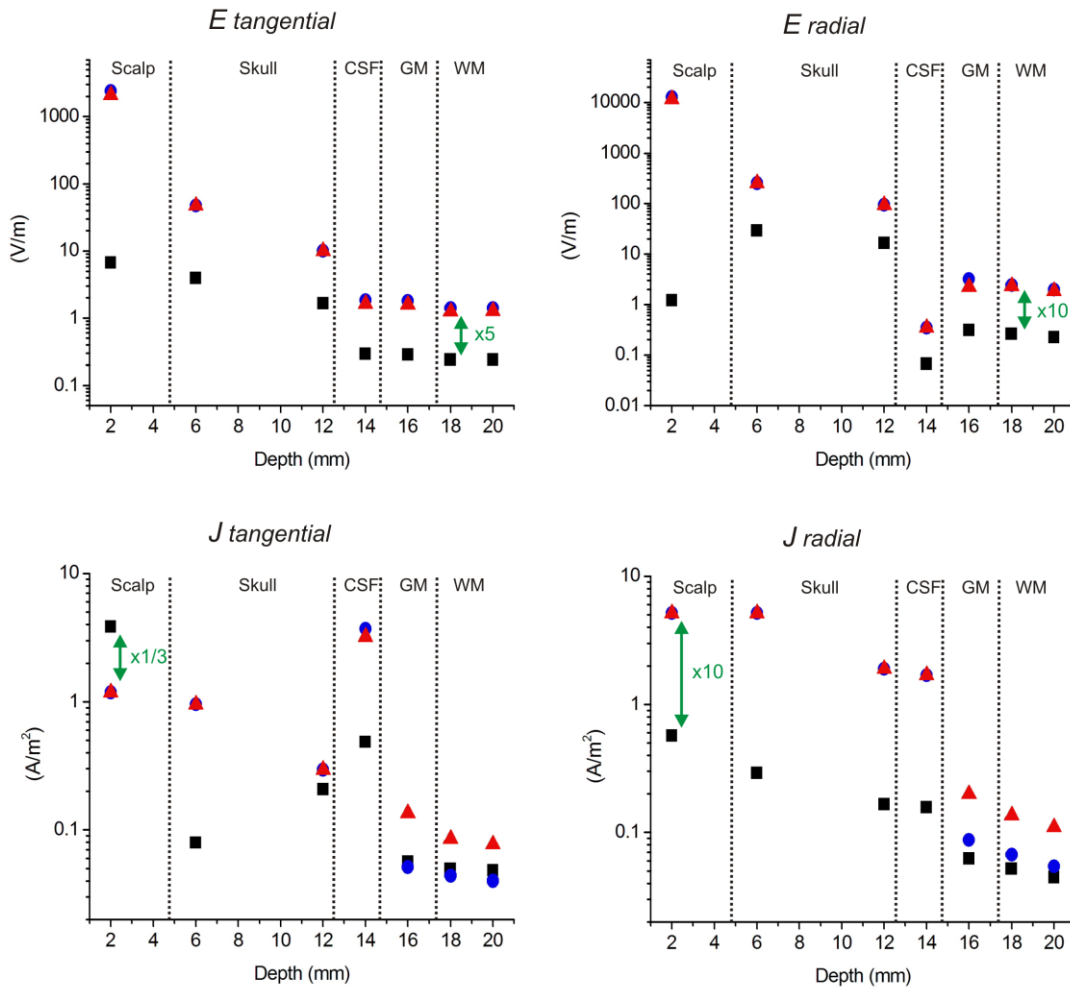 E tangential
Scalp Skull CSF GM WM
1000
100
10
1
0.1
(V/m)
x5
2 4 6 8 10 12 14 16 18 20
Depth (mm)
E radial
Scalp Skull CSF GM WM
10000
1000
100
10
1
0.1
0.01
(V/m)
x10
2 4 6 8 10 12 14 16 18 20
Depth (mm)
J tangential
Scalp Skull CSF GM WM
10
1
0.1
(A/m²)
x1/3
2 4 6 8 10 12 14 16 18 20
Depth (mm)
J radial
Scalp Skull CSF GM WM
10
1
0.1
(A/m²)
x10
2 4 6 8 10 12 14 16 18 20
Depth (mm)